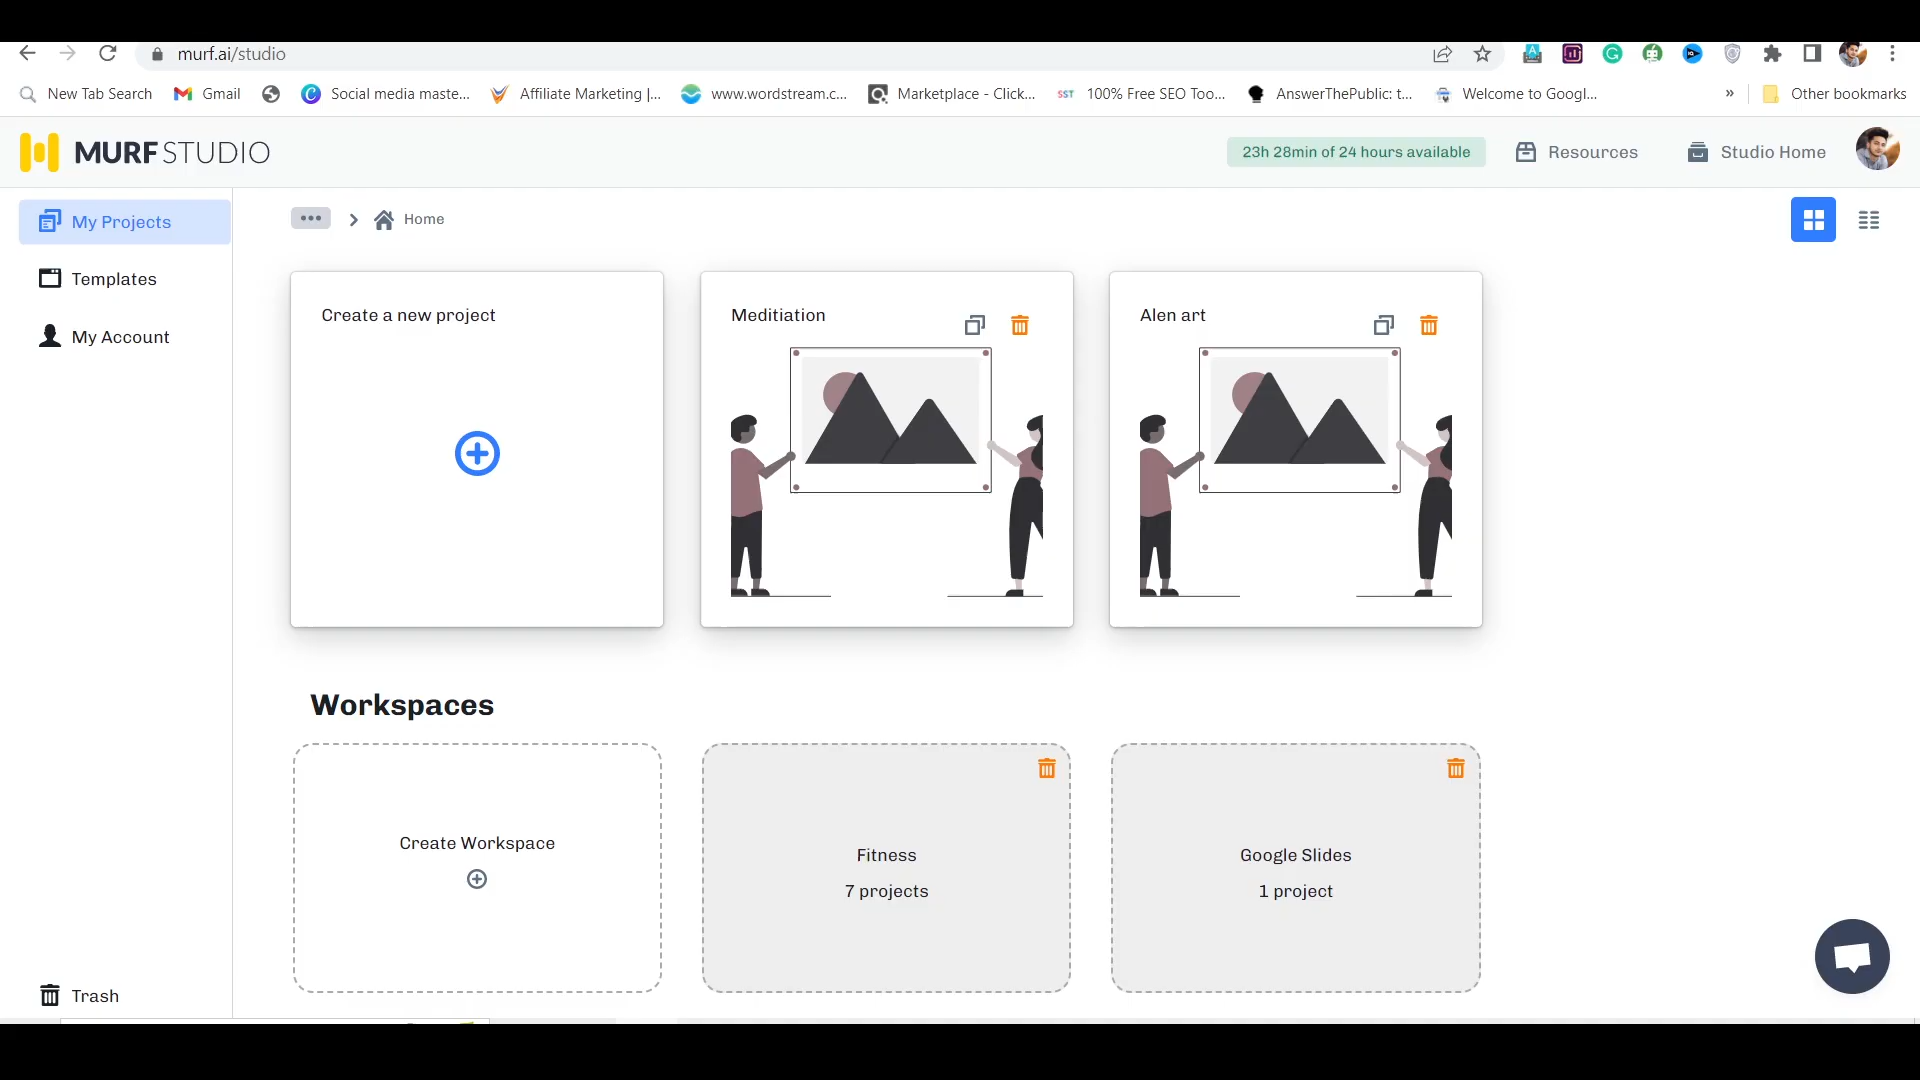 murf.ai/studio
New Tab Search
Gmail
Social media maste...
Affiliate Marketing |...
www.wordstream.c...
Marketplace - Click...
SST 100% Free SEO Too...
AnswerThePublic: t...
Welcome to Googl...
»
Other bookmarks
MURFSTUDIO
23h 28min of 24 hours available
Resources
Studio Home
My Projects
Templates
My Account
Trash
Home
Create a new project
Meditiation
Alen art
Workspaces
Create Workspace
Fitness
7 projects
Google Slides
1 project